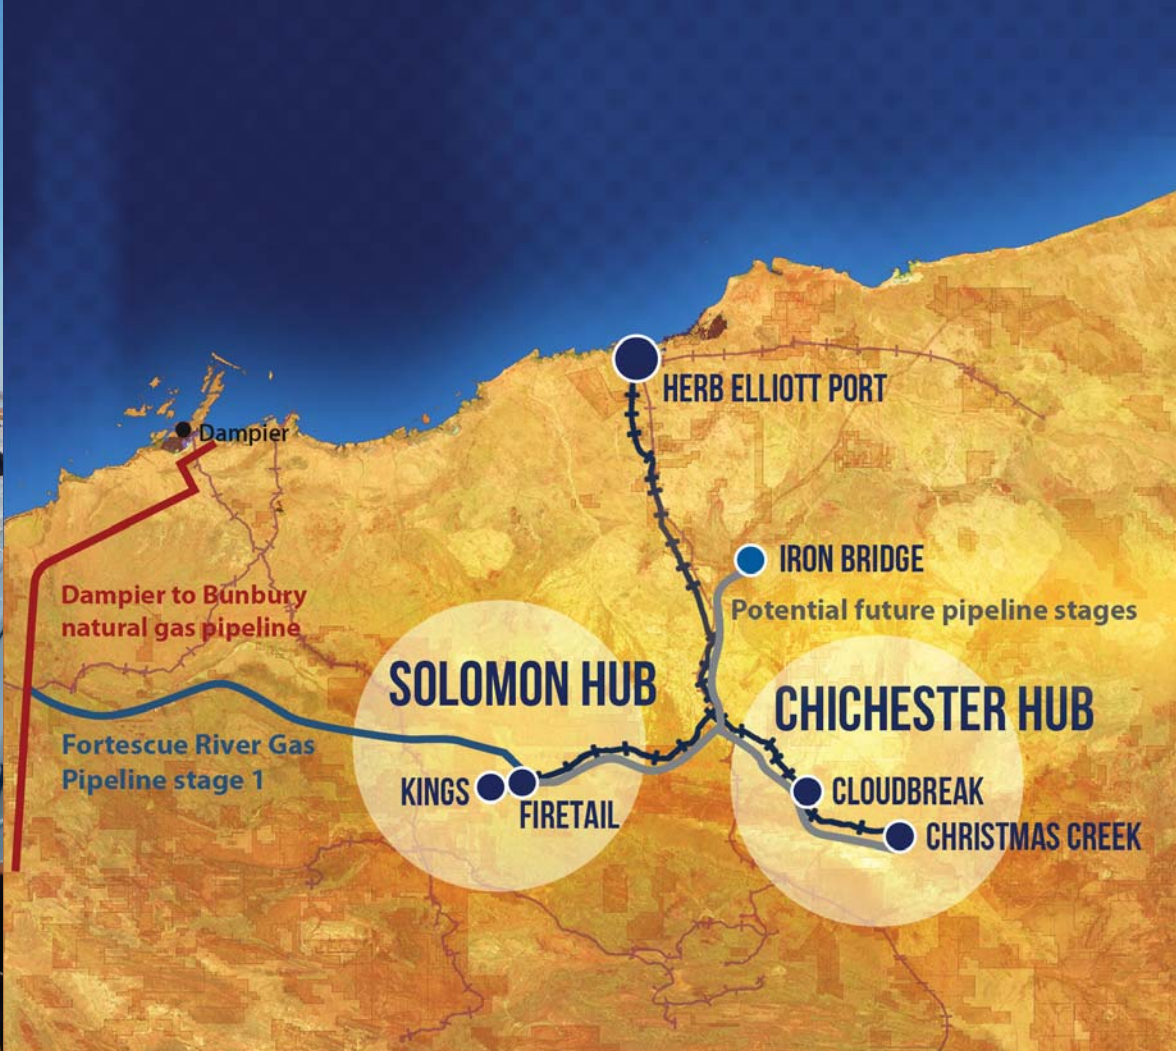 HERB ELLIOTT PORT
Dampier
IRON BRIDGE
Dampier to Bunbury
natural gas pipeline
Potential future pipeline stages
SOLOMON HUB
CHICHESTER HUB
Fortescue River Gas
Pipeline stage 1
KINGS
FIRETAIL
CLOUDBREAK
CHRISTMAS CREEK